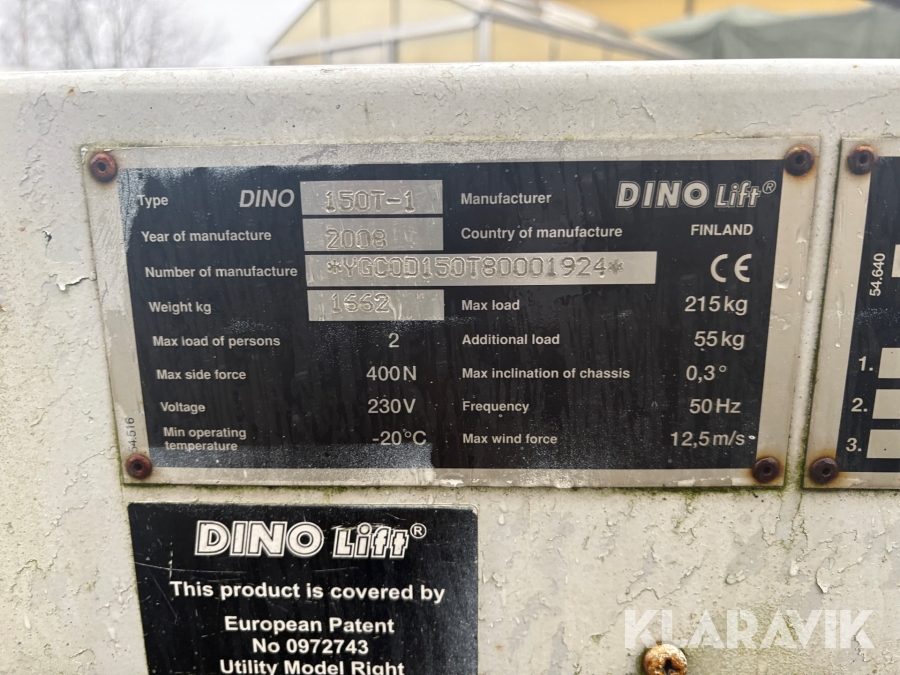 Type DINO 150T-1 Manufacturer DINO Lift®
Year of manufacture 2008 Country of manufacture FINLAND
Number of manufacture *YGCOD150T80001924* CE
Weight kg 1662 Max load 215kg
Max load of persons 2 Additional load 55kg
Max side force 400N Max inclination of chassis 0,3°
Voltage 230V Frequency 50Hz
Min operating temperature -20°C Max wind force 12,5m/s
54.640
1.
2.
3.
DINO Lift®
This product is covered by
European Patent
No 0972743
Utility Model Right
KLARAVIK